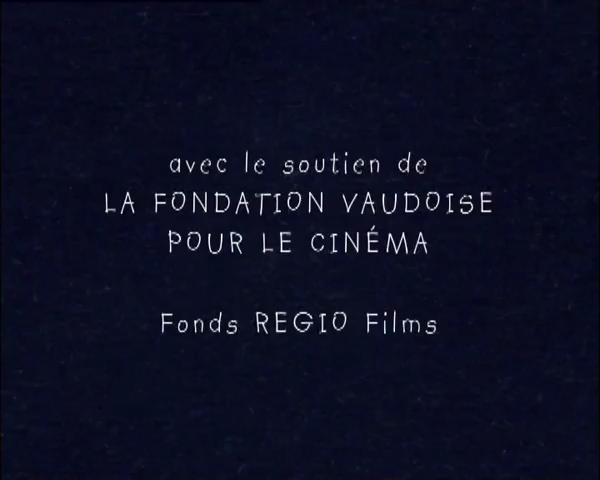 avec le soutien de
LA FONDATION VAUDOISE
POUR LE CINÉMA
Fonds REGIO Films